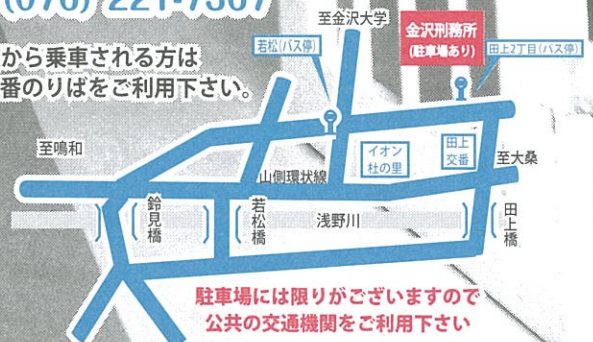 (076) 221-7567
から乗車される方は
番のりばをご利用下さい。
至金沢大学
若松(バス停)
金沢刑務所
(駐車場あり)
田上2丁目(バス停)
至鳴和
イオン
杜の里
田上
交番
至大桑
山側環状線
鈴見橋
若松橋
浅野川
田上橋
駐車場には限りがございますので
公共の交通機関をご利用下さい